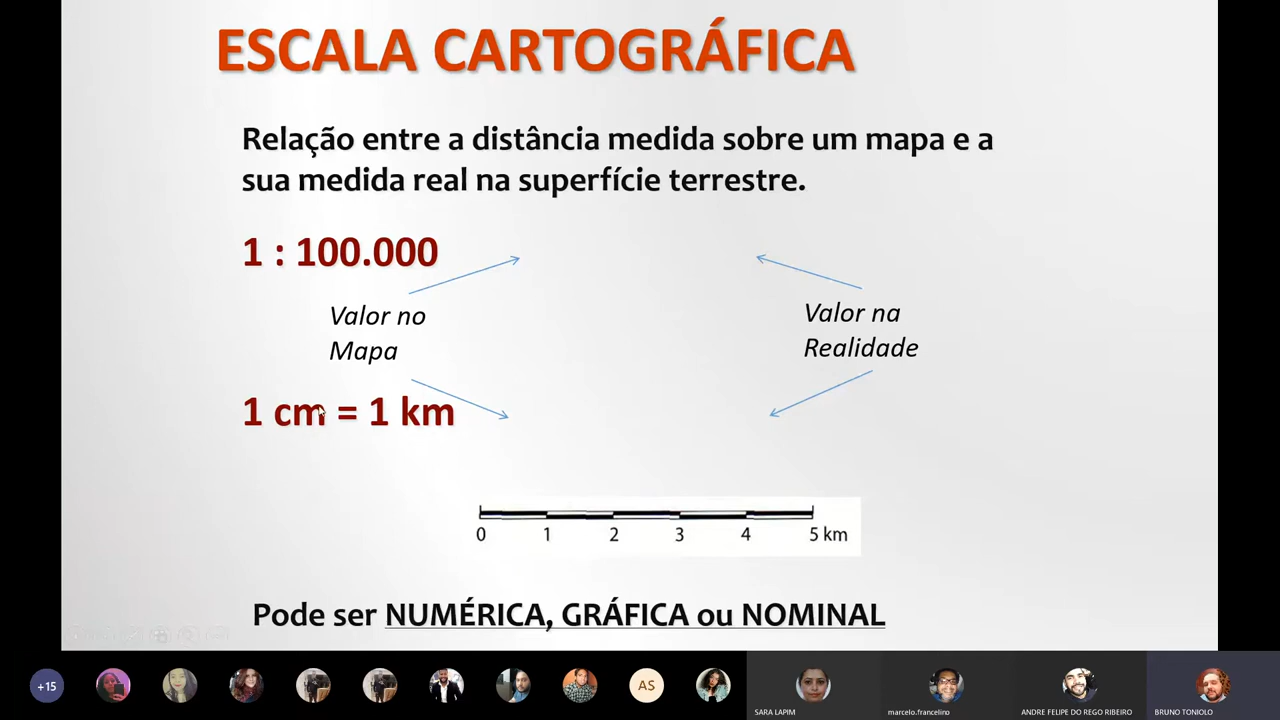 ESCALA CARTOGRÁFICA
Relação entre a distância medida sobre um mapa e a
sua medida real na superfície terrestre.
1 : 100.000
Valor no
Mapa
Valor na
Realidade
1 cm = 1 km
0 1 2 3 4 5 km
Pode ser NUMÉRICA, GRÁFICA ou NOMINAL
+15
AS
SARA LAPIM
marcelo.francelino
ANDRE FELIPE DO REGO RIBEIRO
BRUNO TONIOLO